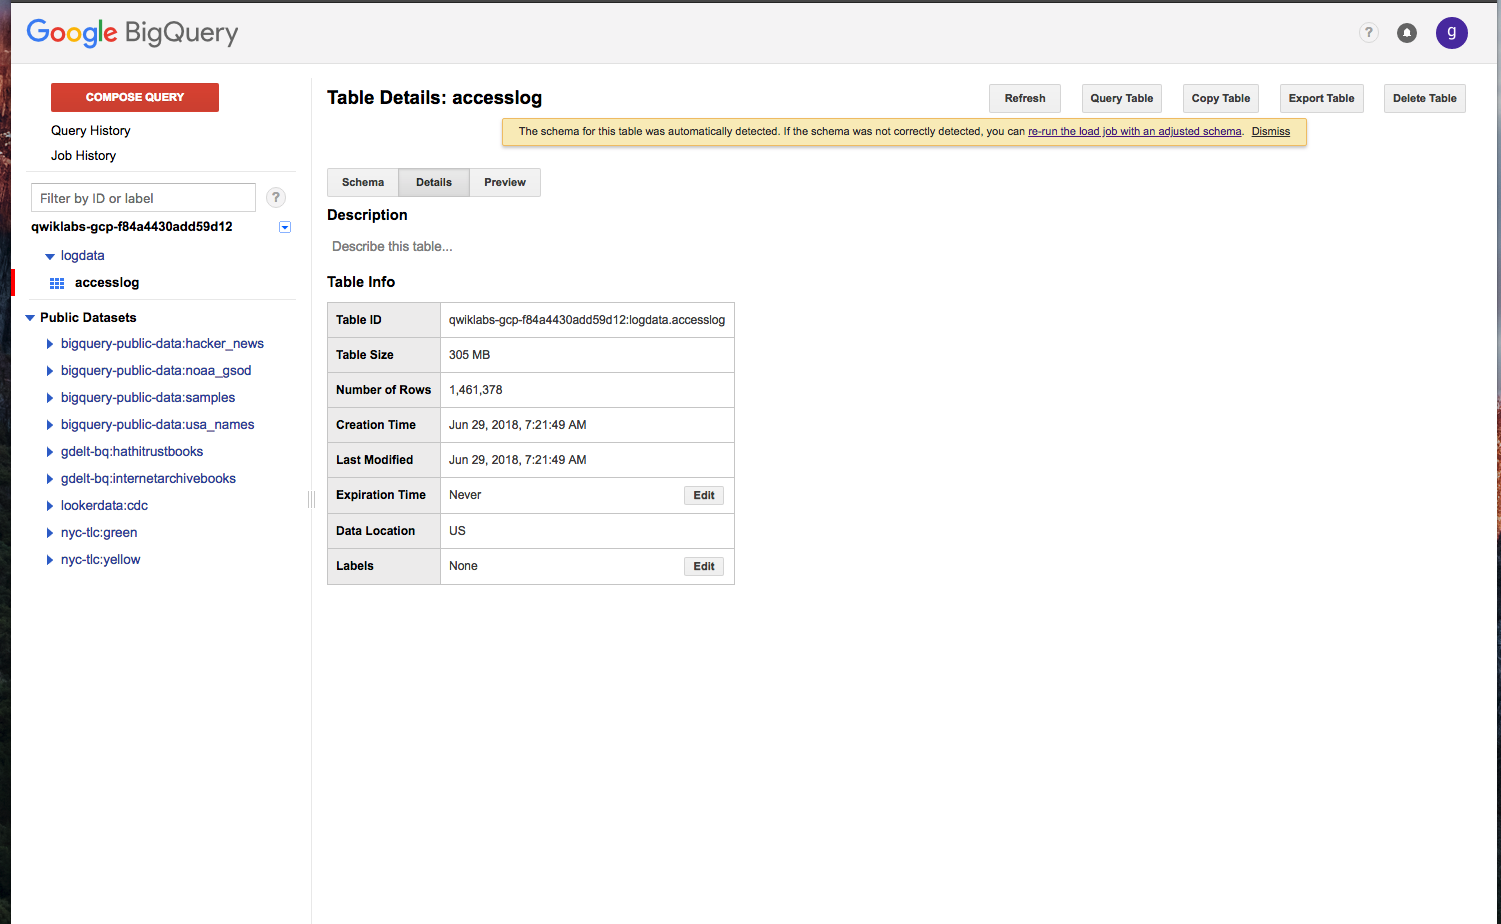 Google BigQuery
?
g
COMPOSE QUERY
Query History
Job History
Filter by ID or label
?
qwiklabs-gcp-f84a4430add59d12
logdata
accesslog
Public Datasets
bigquery-public-data:hacker_news
bigquery-public-data:noaa_gsod
bigquery-public-data:samples
bigquery-public-data:usa_names
gdelt-bq:hathitrustbooks
gdelt-bq:internetarchivebooks
lookerdata:cdc
nyc-tlc:green
nyc-tlc:yellow
Table Details: accesslog
Refresh
Query Table
Copy Table
Export Table
Delete Table
The schema for this table was automatically detected. If the schema was not correctly detected, you can re-run the load job with an adjusted schema. Dismiss
Schema
Details
Preview
Description
Describe this table...
Table Info
Table ID qwiklabs-gcp-f84a4430add59d12:logdata.accesslog
Table Size 305 MB
Number of Rows 1,461,378
Creation Time Jun 29, 2018, 7:21:49 AM
Last Modified Jun 29, 2018, 7:21:49 AM
Expiration Time Never Edit
Data Location US
Labels None Edit